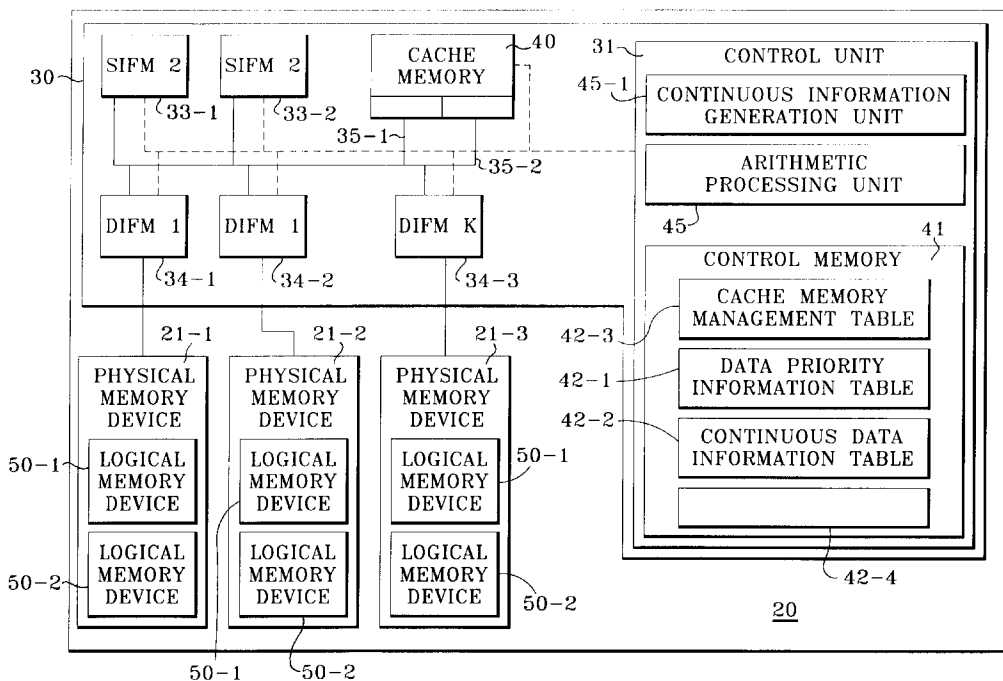 40
31
30
SIFM 2
SIFM 2
CACHE
MEMORY
33-1
33-2
35-1
35-2
CONTROL UNIT
45-1
CONTINUOUS INFORMATION
GENERATION UNIT
ARITHMETIC
PROCESSING UNIT
45
41
DIFM 1
DIFM 1
DIFM K
34-1
34-2
34-3
CONTROL MEMORY
CACHE MEMORY
MANAGEMENT TABLE
42-3
DATA PRIORITY
INFORMATION TABLE
42-1
CONTINUOUS DATA
INFORMATION TABLE
42-2
42-4
21-1
21-2
21-3
PHYSICAL
MEMORY
DEVICE
PHYSICAL
MEMORY
DEVICE
PHYSICAL
MEMORY
DEVICE
50-1
LOGICAL
MEMORY
DEVICE
LOGICAL
MEMORY
DEVICE
LOGICAL
MEMORY
DEVICE
50-1
50-2
LOGICAL
MEMORY
DEVICE
LOGICAL
MEMORY
DEVICE
LOGICAL
MEMORY
DEVICE
50-2
50-1
50-2
20